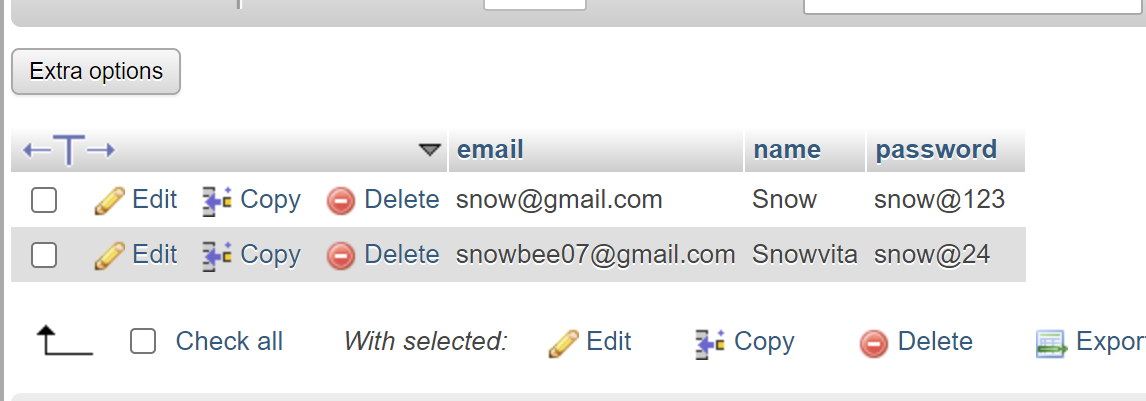 Extra options
email name password
Edit Copy Delete snow@gmail.com Snow snow@123
Edit Copy Delete snowbee07@gmail.com Snowvita snow@24
Check all With selected: Edit Copy Delete Expor